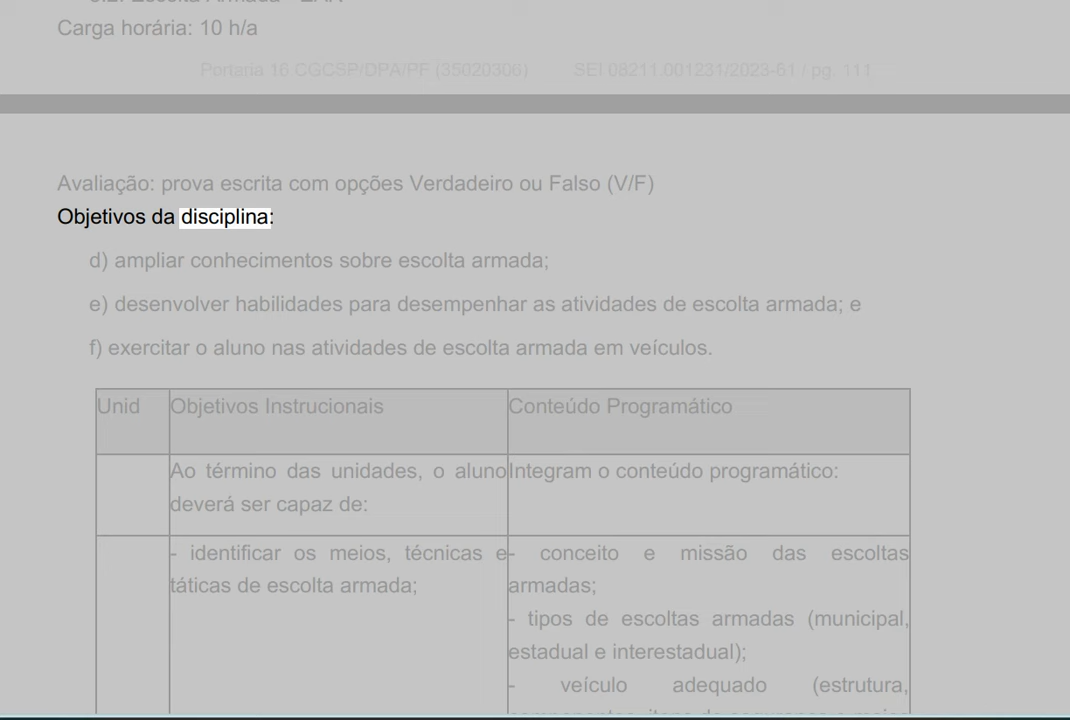 Carga horária: 10 h/a
Portaria 16 CGCSP/DPA/PF (35020306) SEI 08211.001231/2023-61 / pg. 111
Avaliação: prova escrita com opções Verdadeiro ou Falso (V/F)
Objetivos da disciplina:
d) ampliar conhecimentos sobre escolta armada;
e) desenvolver habilidades para desempenhar as atividades de escolta armada; e
f) exercitar o aluno nas atividades de escolta armada em veículos.
Unid Objetivos Instrucionais Conteúdo Programático
Ao término das unidades, o aluno
deverá ser capaz de:
Integram o conteúdo programático:
- identificar os meios, técnicas e
táticas de escolta armada;
- conceito e missão das escoltas
armadas;
- tipos de escoltas armadas (municipal,
estadual e interestadual);
- veículo adequado (estrutura,